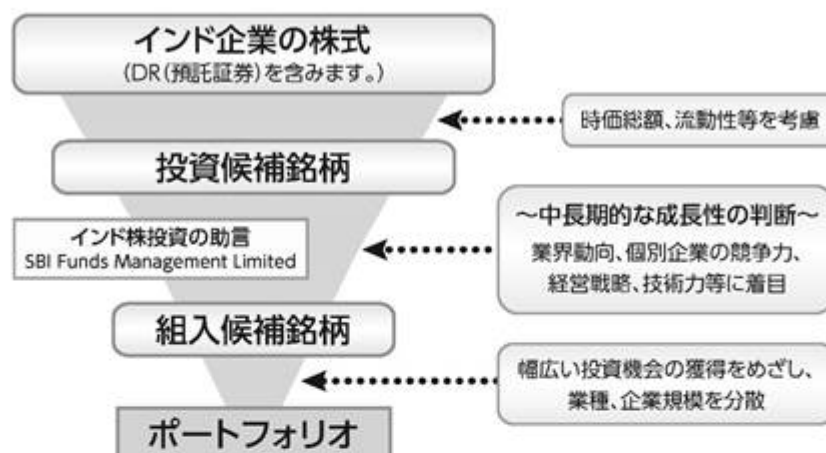 インド企業の株式
(DR(預託証券)を含みます。)
時価総額、流動性等を考慮
投資候補銘柄
インド株投資の助言
SBI Funds Management Limited
～中長期的な成長性の判断～
業界動向、個別企業の競争力、
経営戦略、技術力等に着目
組入候補銘柄
幅広い投資機会の獲得をめざし、
業種、企業規模を分散
ポートフォリオ